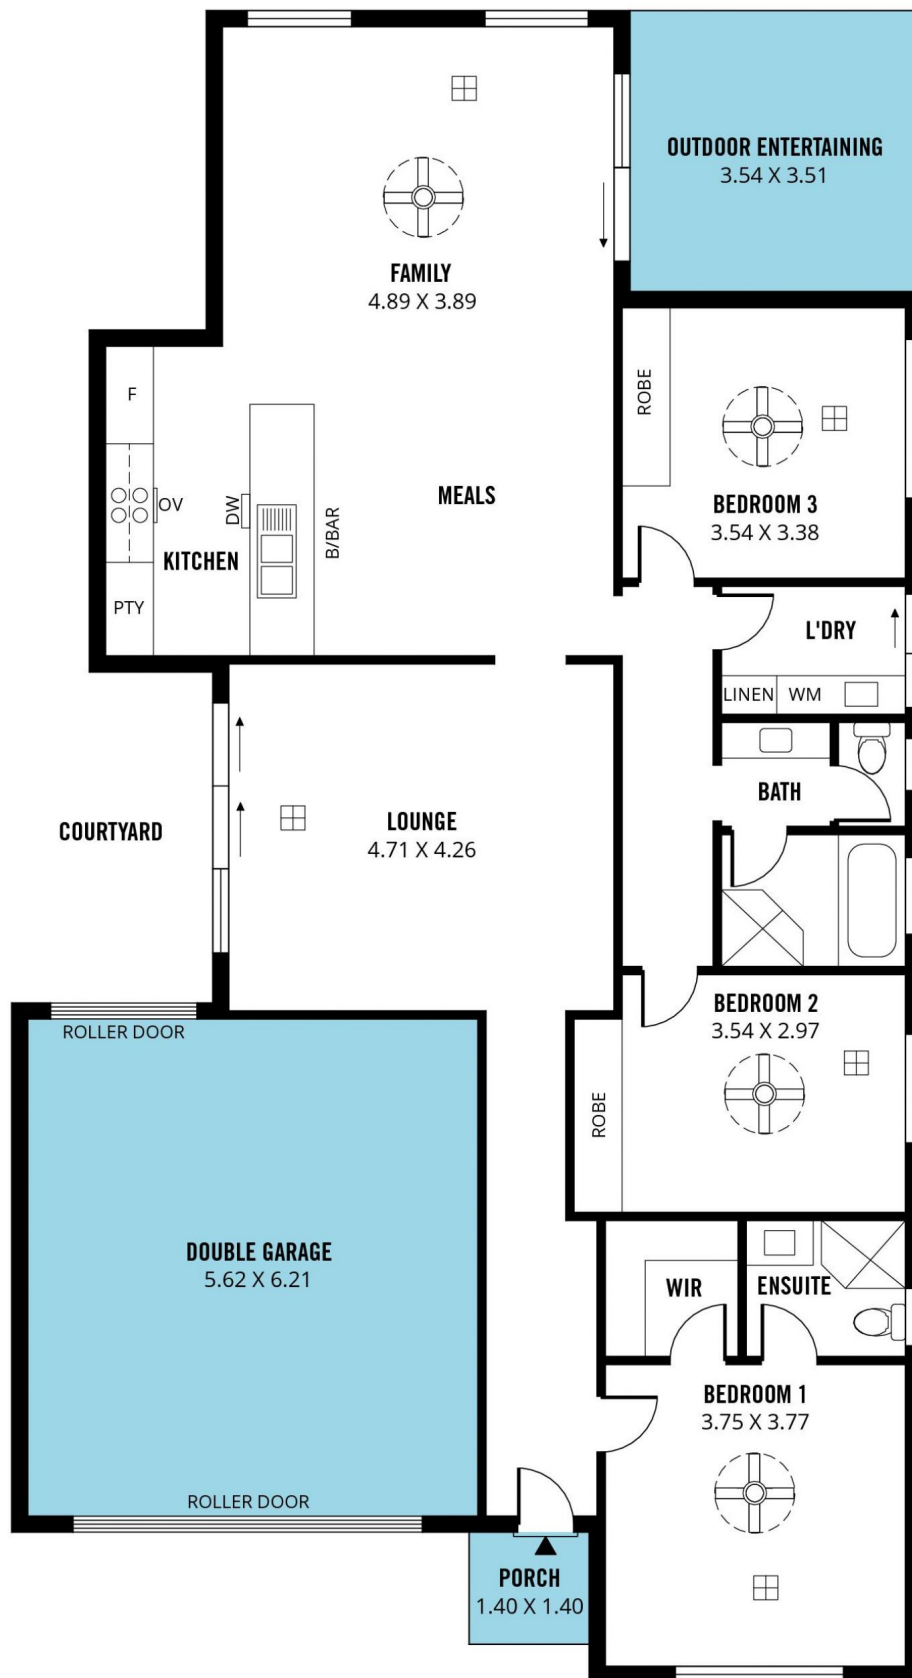 OUTDOOR ENTERTAINING
3.54 X 3.51
FAMILY
4.89 X 3.89
F
ROBE
OV
DW
B/BAR
MEALS
BEDROOM 3
3.54 X 3.38
KITCHEN
PTY
L'DRY
LINEN
WM
BATH
COURTYARD
LOUNGE
4.71 X 4.26
ROLLER DOOR
BEDROOM 2
3.54 X 2.97
ROBE
DOUBLE GARAGE
5.62 X 6.21
WIR
ENSUITE
BEDROOM 1
3.75 X 3.77
ROLLER DOOR
PORCH
1.40 X 1.40